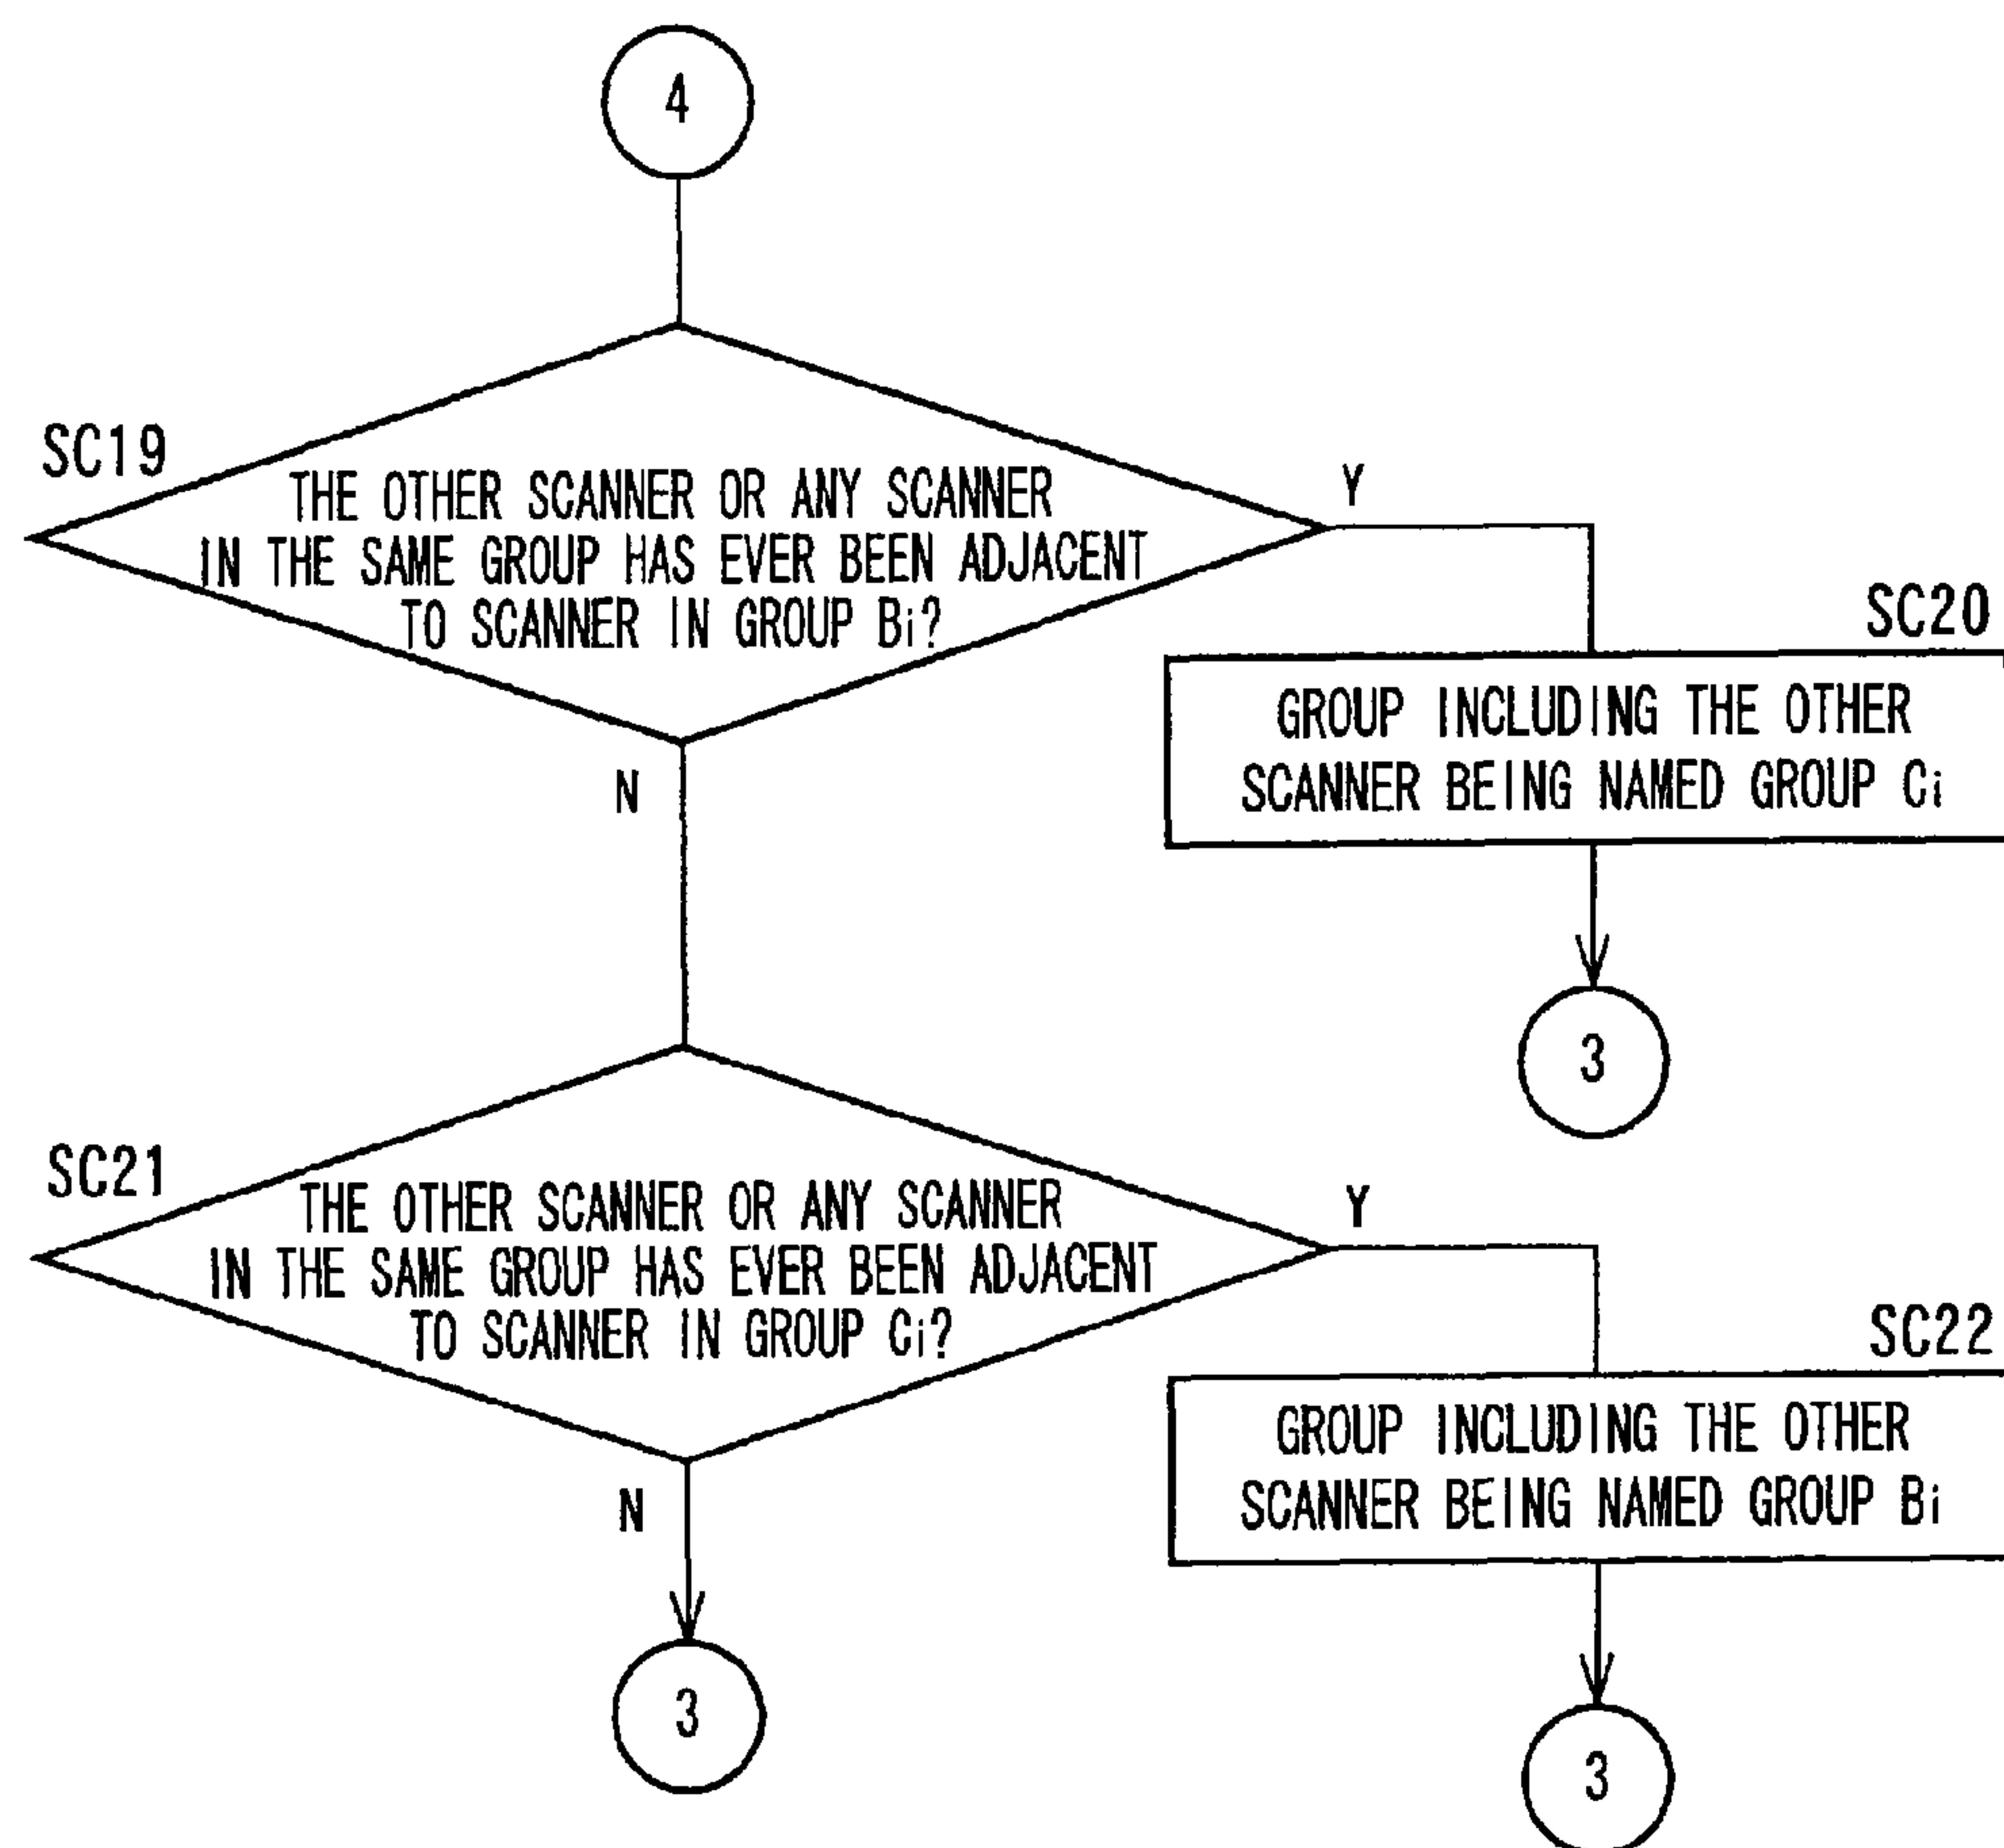 4
SC19
THE OTHER SCANNER OR ANY SCANNER
IN THE SAME GROUP HAS EVER BEEN ADJACENT
TO SCANNER IN GROUP Bi?
Y
N
SC20
GROUP INCLUDING THE OTHER
SCANNER BEING NAMED GROUP Ci
3
SC21
THE OTHER SCANNER OR ANY SCANNER
IN THE SAME GROUP HAS EVER BEEN ADJACENT
TO SCANNER IN GROUP Ci?
Y
N
SC22
GROUP INCLUDING THE OTHER
SCANNER BEING NAMED GROUP Bi
3
3